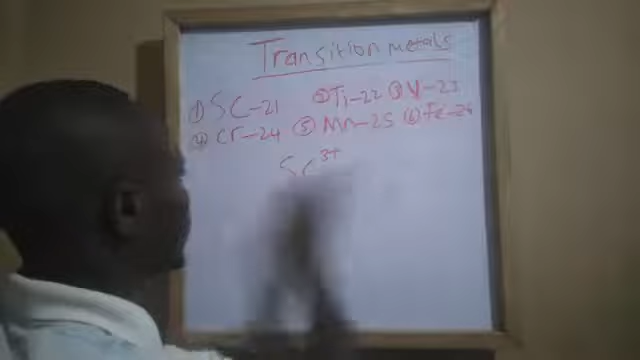 Transition metals
① Sc-21 ② Ti-22 ③ V-23
④ Cr-24 ⑤ Mn-25 ⑥ Fe-26
Sc³⁺